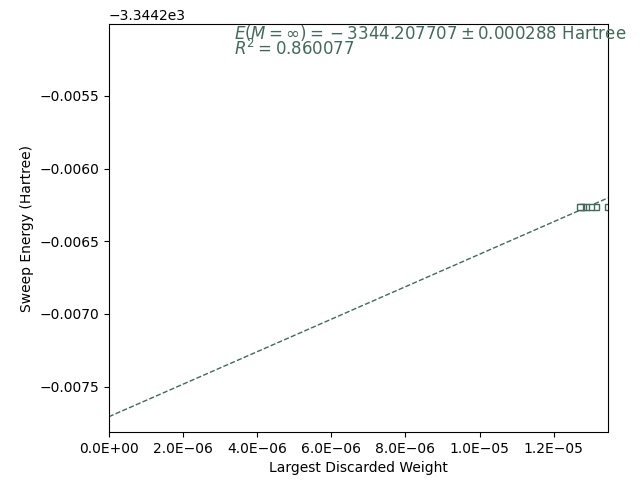 −3.3442e3
E(M = ∞) = −3344.207707 ± 0.000288 Hartree
R² = 0.860077
−0.0055
−0.0060
−0.0065
−0.0070
−0.0075
Sweep Energy (Hartree)
0.0E+00 2.0E−06 4.0E−06 6.0E−06 8.0E−06 1.0E−05 1.2E−05
Largest Discarded Weight